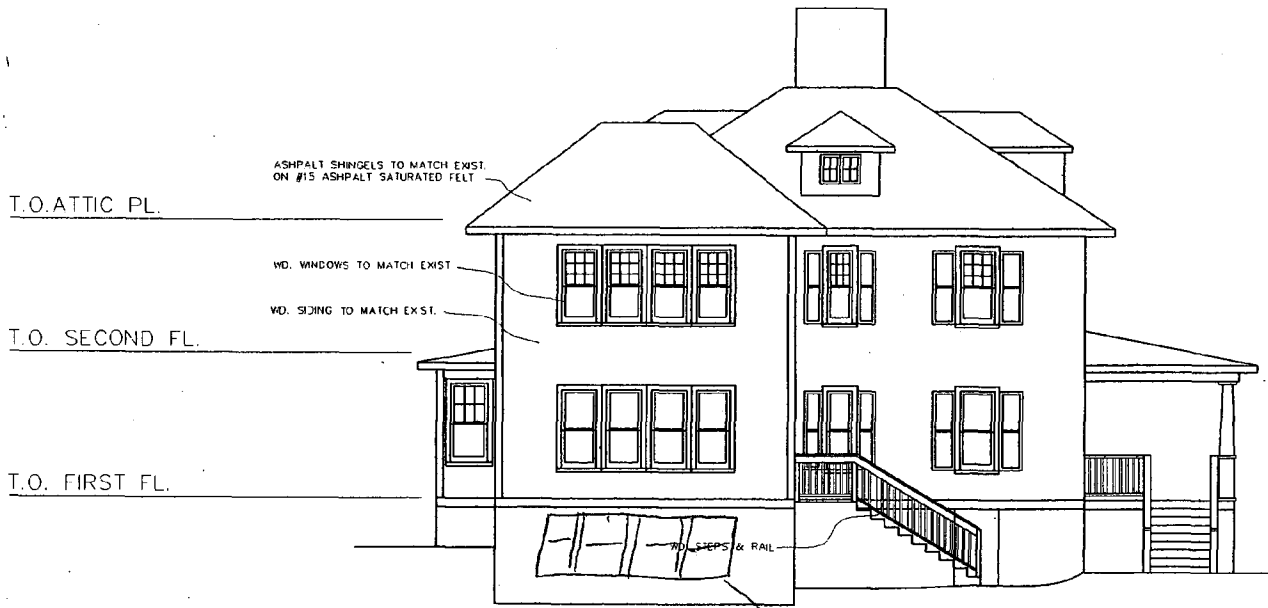 ASHPALT SHINGELS TO MATCH EXIST.
ON #15 ASHPALT SATURATED FELT
T.O. ATTIC PL.
WD. WINDOWS TO MATCH EXIST
WD. SIDING TO MATCH EXIST.
T.O. SECOND FL.
T.O. FIRST FL.
WD. STEPS & RAIL